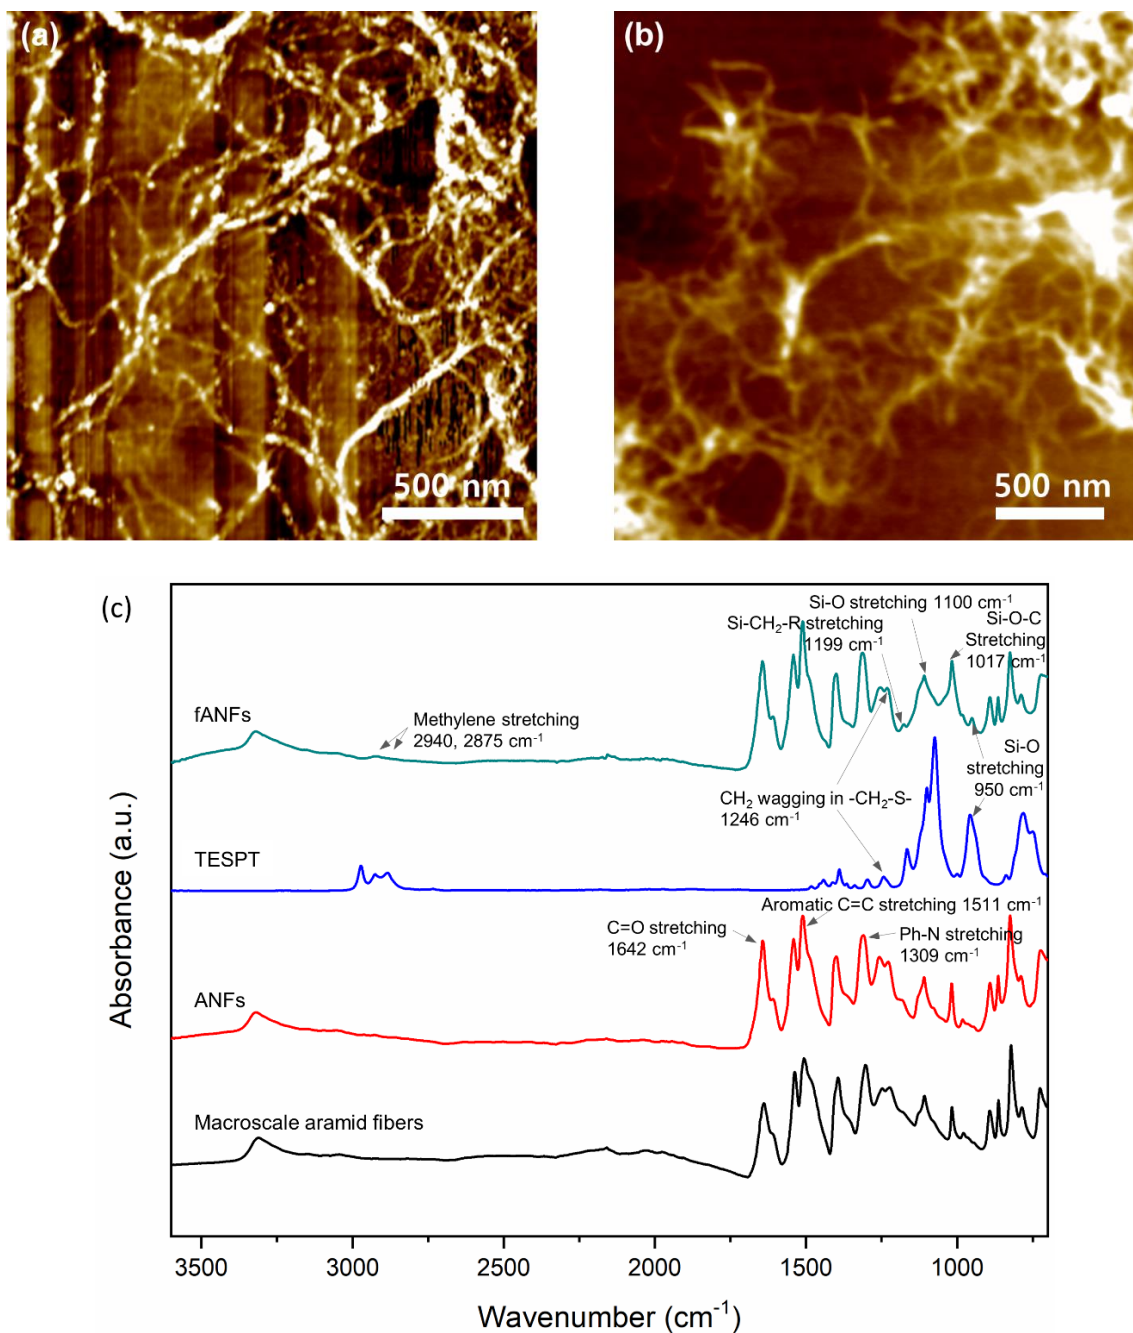 (a)
(b)
500 nm
500 nm
(c)
Si-O stretching 1100 cm⁻¹
Si-CH₂-R stretching
1199 cm⁻¹
Si-O-C
Stretching
1017 cm⁻¹
fANFs
Methylene stretching
2940, 2875 cm⁻¹
Si-O
stretching
950 cm⁻¹
CH₂ wagging in -CH₂-S-
1246 cm⁻¹
TESPT
Aromatic C=C stretching 1511 cm⁻¹
C=O stretching
1642 cm⁻¹
Ph-N stretching
1309 cm⁻¹
ANFs
Macroscale aramid fibers
Absorbance (a.u.)
3500 3000 2500 2000 1500 1000
Wavenumber (cm⁻¹)